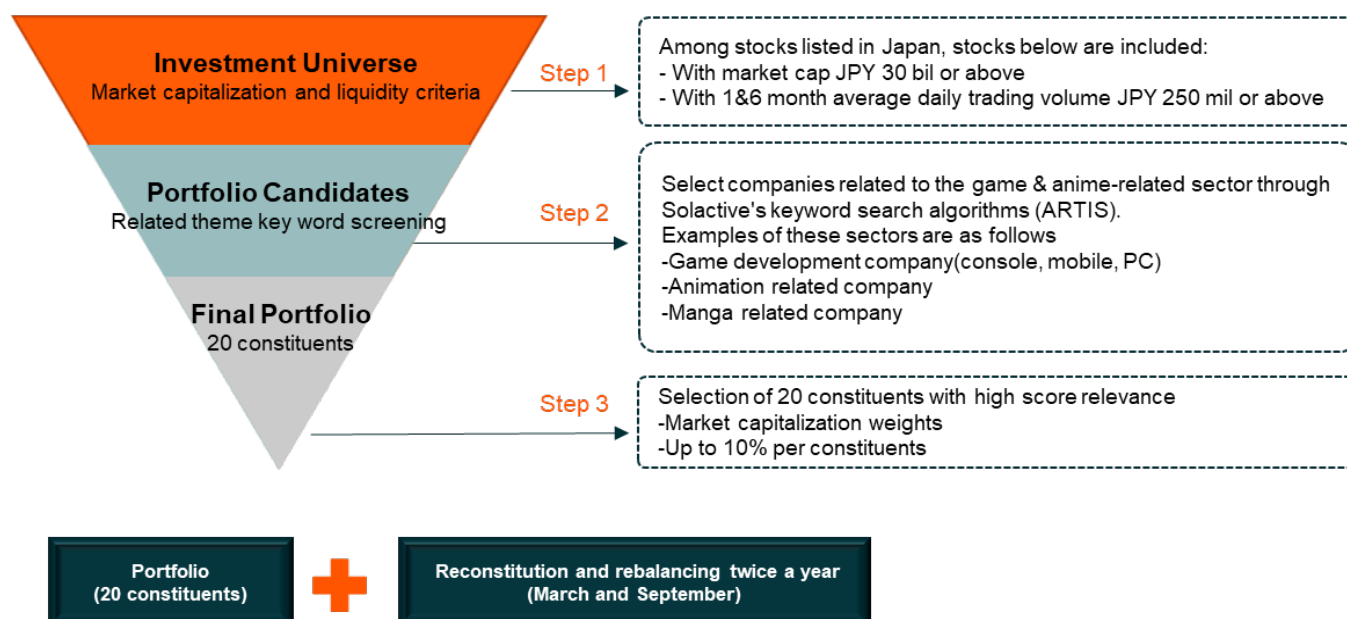 Investment Universe
Market capitalization and liquidity criteria
Step 1
Among stocks listed in Japan, stocks below are included:
- With market cap JPY 30 bil or above
- With 1&6 month average daily trading volume JPY 250 mil or above
Portfolio Candidates
Related theme key word screening
Step 2
Select companies related to the game & anime-related sector through
Solactive's keyword search algorithms (ARTIS).
Examples of these sectors are as follows
-Game development company(console, mobile, PC)
-Animation related company
-Manga related company
Final Portfolio
20 constituents
Step 3
Selection of 20 constituents with high score relevance
-Market capitalization weights
-Up to 10% per constituents
Portfolio
(20 constituents)
Reconstitution and rebalancing twice a year
(March and September)